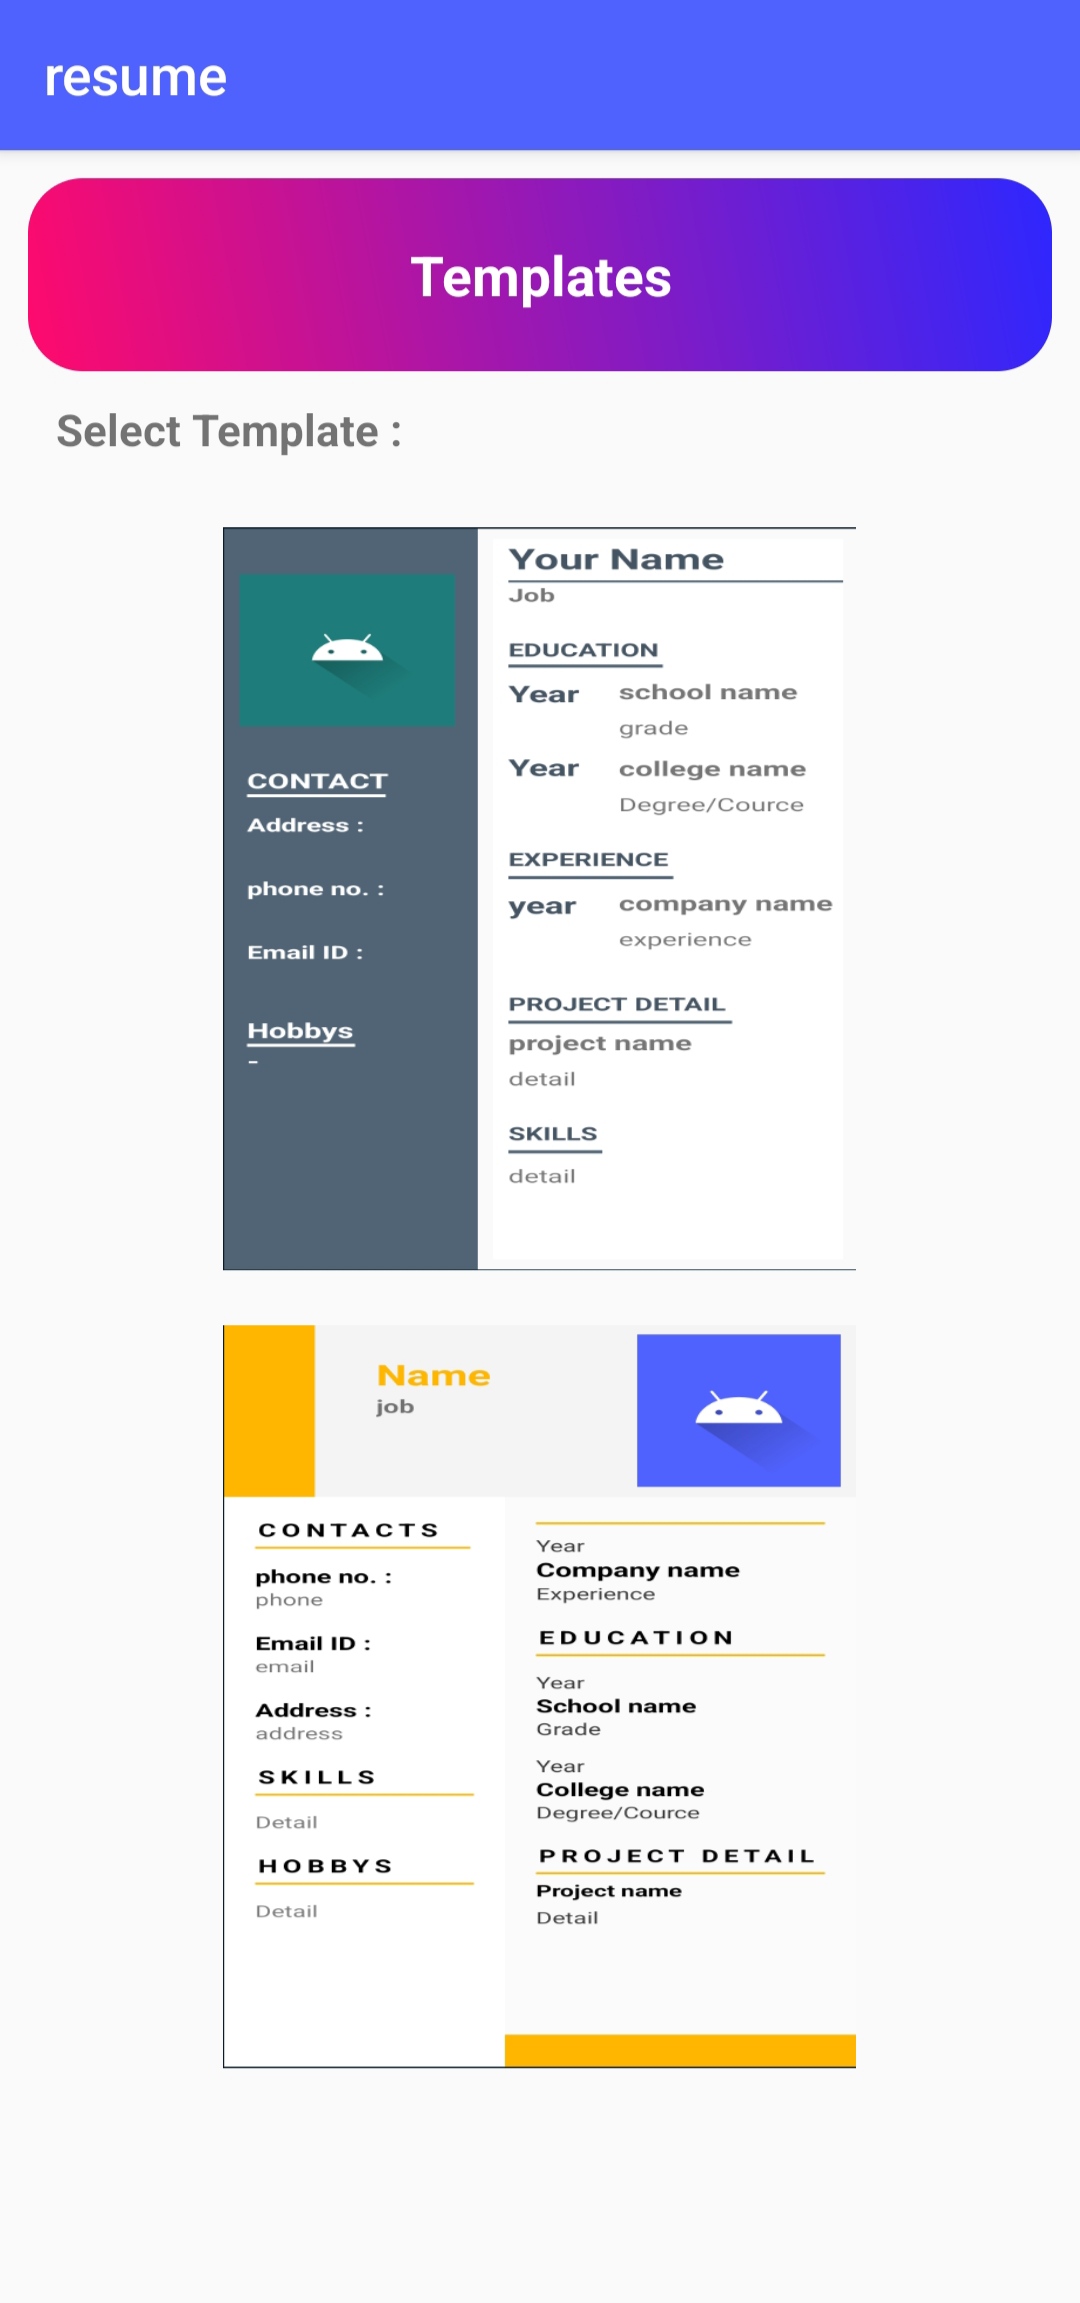 resume
Templates
Select Template :
Your Name
Job
CONTACT
Address :
phone no. :
Email ID :
Hobbys
-
EDUCATION
Year school name
grade
Year college name
Degree/Cource
EXPERIENCE
year company name
experience
PROJECT DETAIL
project name
detail
SKILLS
detail
Name
job
CONTACTS
phone no. :
phone
Email ID :
email
Address :
address
SKILLS
Detail
HOBBYS
Detail
Year
Company name
Experience
EDUCATION
Year
School name
Grade
Year
College name
Degree/Cource
PROJECT DETAIL
Project name
Detail